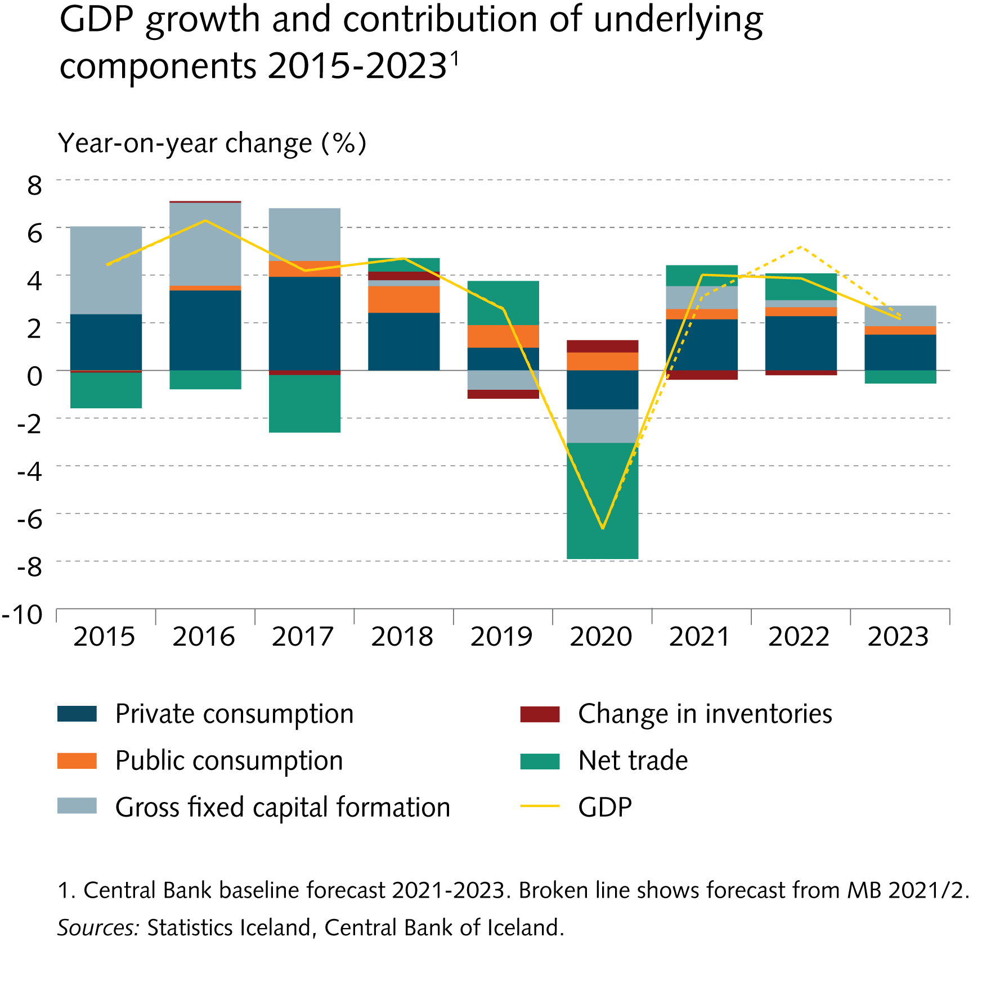 GDP growth and contribution of underlying
components 2015-2023¹
Year-on-year change (%)
8
6
4
2
0
-2
-4
-6
-8
-10
2015 2016 2017 2018 2019 2020 2021 2022 2023
Private consumption
Public consumption
Gross fixed capital formation
Change in inventories
Net trade
GDP
1. Central Bank baseline forecast 2021-2023. Broken line shows forecast from MB 2021/2.
Sources: Statistics Iceland, Central Bank of Iceland.